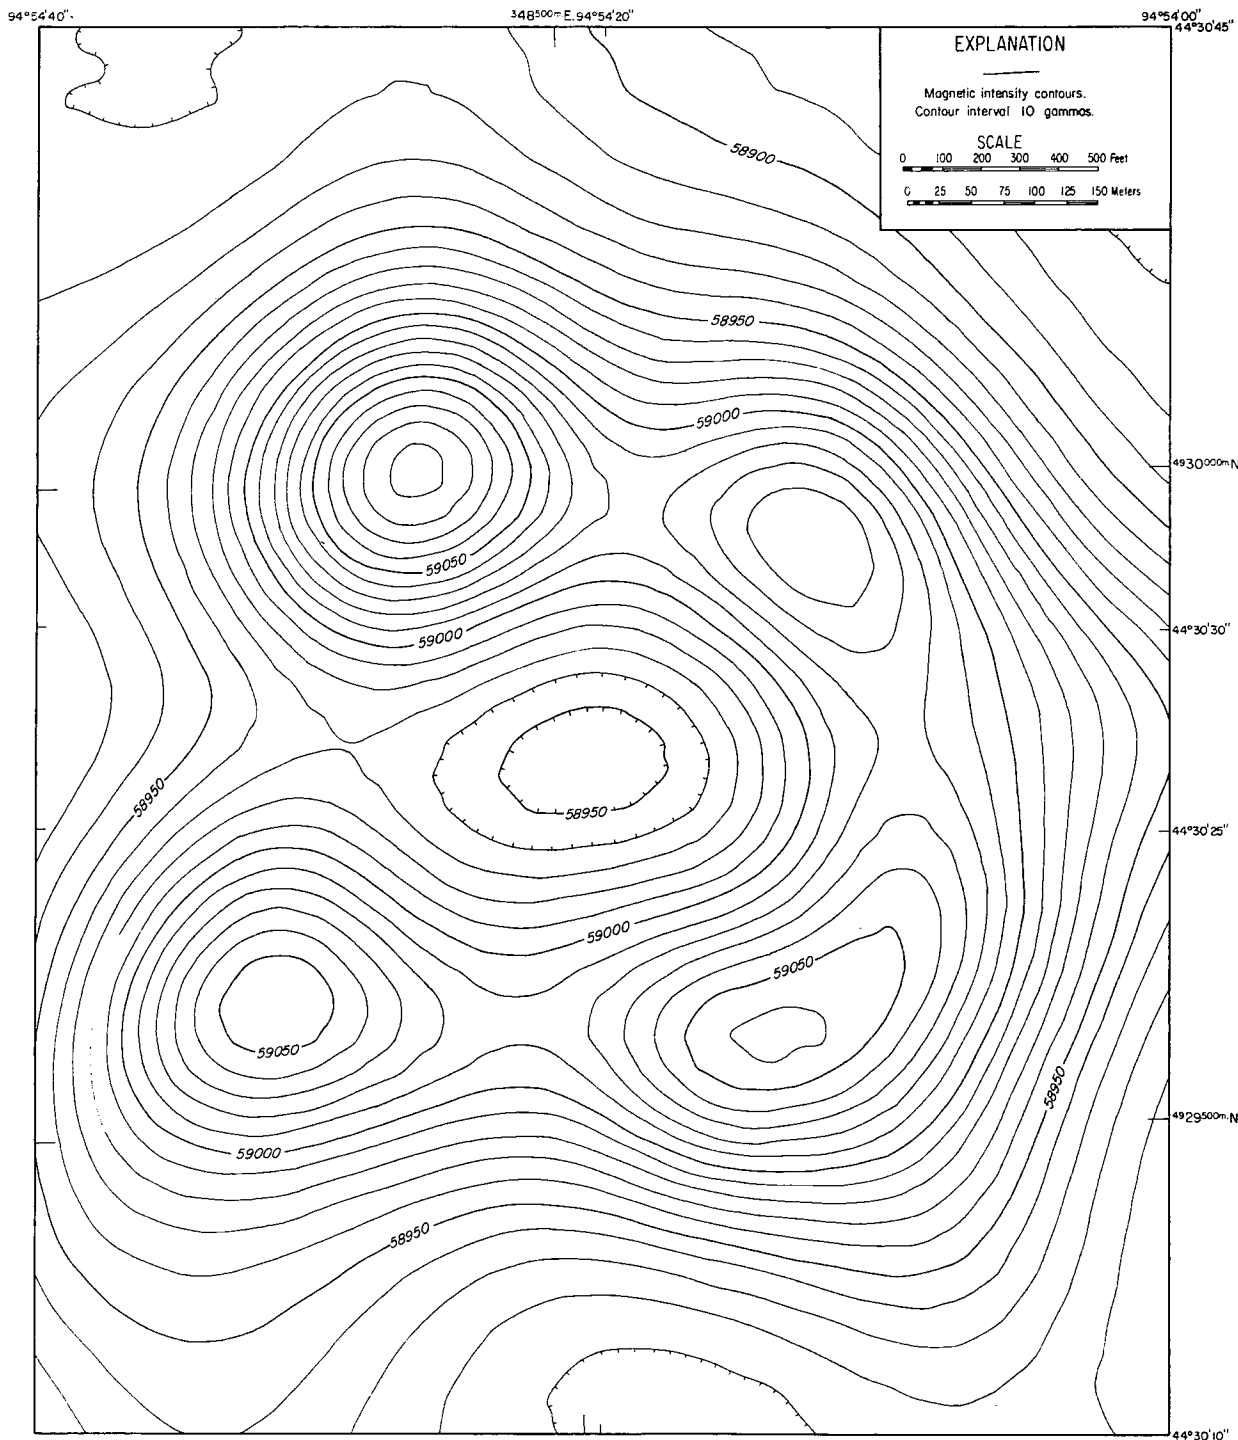 94°54'40"
348500m E.
94°54'20"
94°54'00"
44°30'45"
EXPLANATION
Magnetic intensity contours.
Contour interval 10 gammas.
SCALE
0 100 200 300 400 500 Feet
0 25 50 75 100 125 150 Meters
58900
58950
59000
4930000m N
59050
59000
44°30'30"
58950
58950
44°30'25"
59000
59050
59050
58950
4929500m. N
59000
58950
44°30'10"